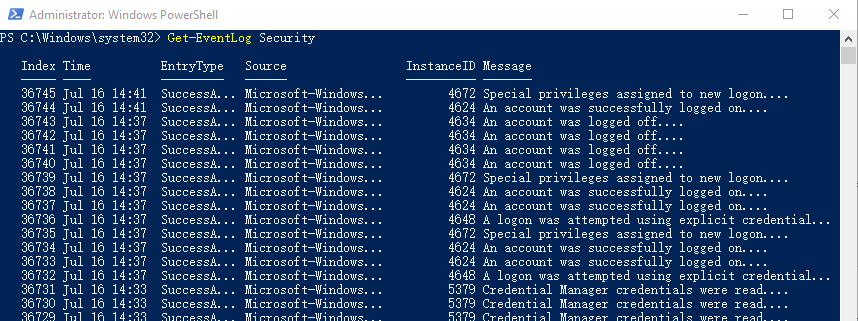 Administrator: Windows PowerShell
PS C:\Windows\system32> Get-EventLog Security
Index Time EntryType Source InstanceID Message
36745 Jul 16 14:41 SuccessA... Microsoft-Windows... 4672 Special privileges assigned to new logon....
36744 Jul 16 14:41 SuccessA... Microsoft-Windows... 4624 An account was successfully logged on....
36743 Jul 16 14:37 SuccessA... Microsoft-Windows... 4634 An account was logged off....
36742 Jul 16 14:37 SuccessA... Microsoft-Windows... 4634 An account was logged off....
36741 Jul 16 14:37 SuccessA... Microsoft-Windows... 4634 An account was logged off....
36740 Jul 16 14:37 SuccessA... Microsoft-Windows... 4634 An account was logged off....
36739 Jul 16 14:37 SuccessA... Microsoft-Windows... 4672 Special privileges assigned to new logon....
36738 Jul 16 14:37 SuccessA... Microsoft-Windows... 4624 An account was successfully logged on....
36737 Jul 16 14:37 SuccessA... Microsoft-Windows... 4624 An account was successfully logged on....
36736 Jul 16 14:37 SuccessA... Microsoft-Windows... 4648 A logon was attempted using explicit credential...
36735 Jul 16 14:37 SuccessA... Microsoft-Windows... 4672 Special privileges assigned to new logon....
36734 Jul 16 14:37 SuccessA... Microsoft-Windows... 4624 An account was successfully logged on....
36733 Jul 16 14:37 SuccessA... Microsoft-Windows... 4624 An account was successfully logged on....
36732 Jul 16 14:37 SuccessA... Microsoft-Windows... 4648 A logon was attempted using explicit credential...
36731 Jul 16 14:33 SuccessA... Microsoft-Windows... 5379 Credential Manager credentials were read....
36730 Jul 16 14:33 SuccessA... Microsoft-Windows... 5379 Credential Manager credentials were read....
36729 Jul 16 14:33 SuccessA... Microsoft-Windows... 5379 Credential Manager credentials were read....